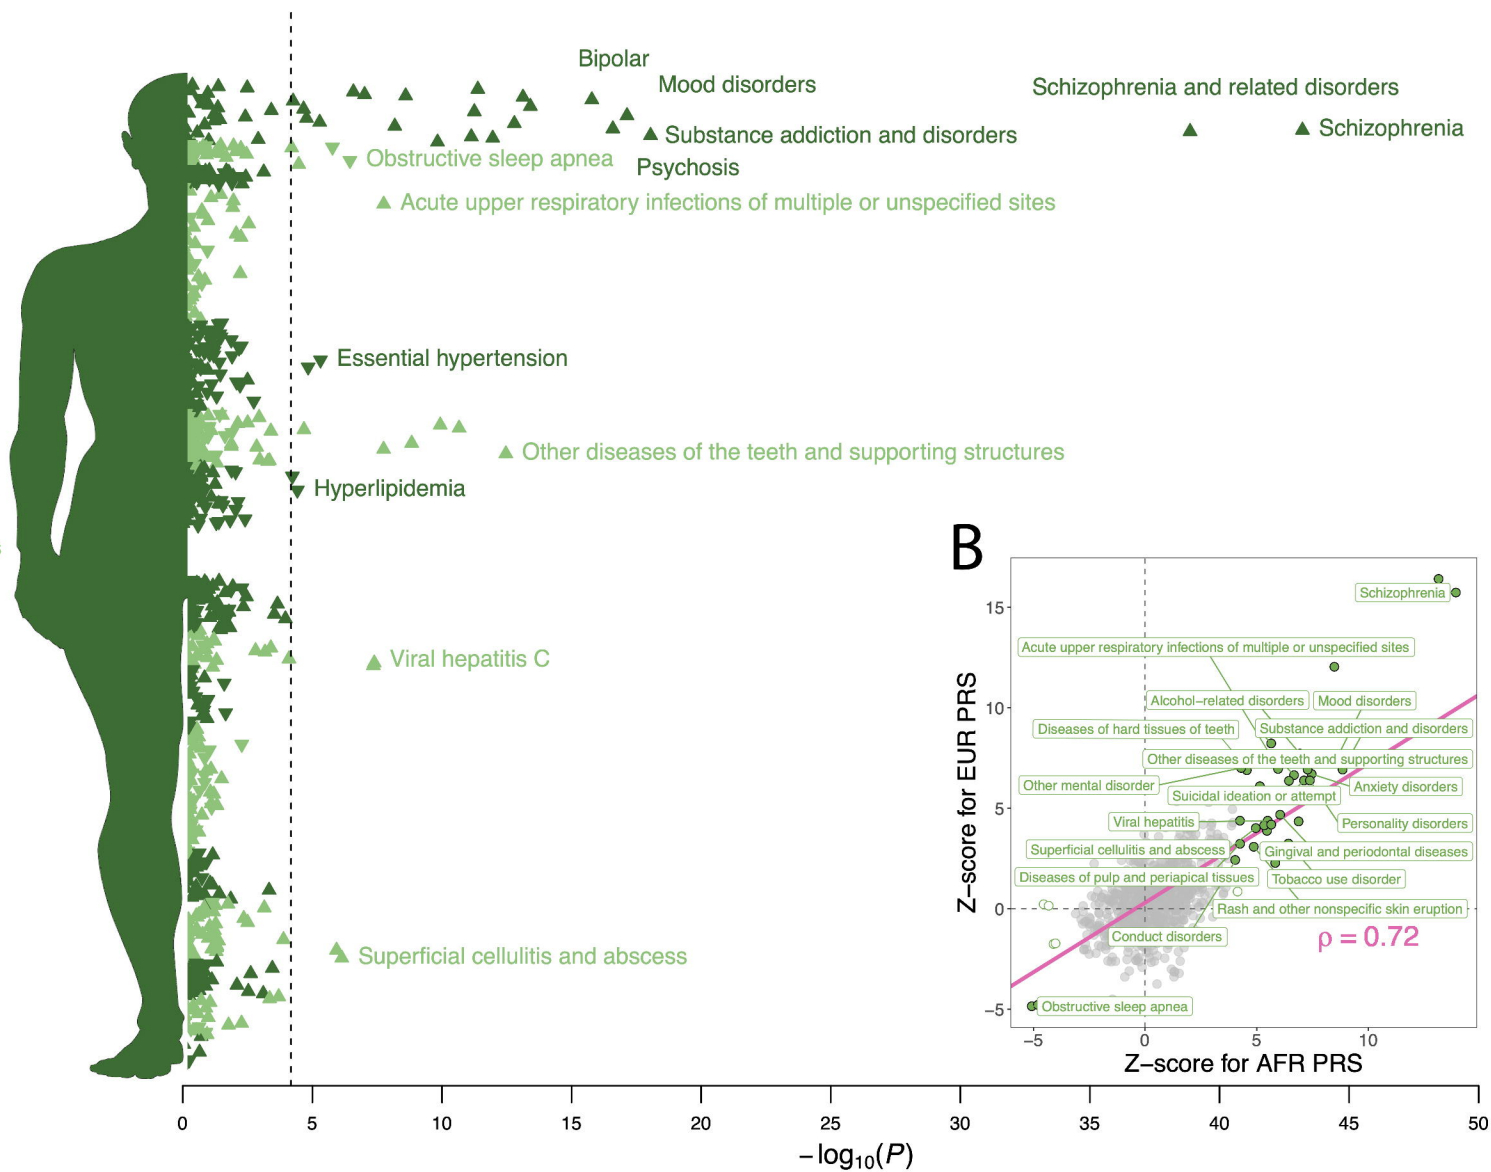 Bipolar
Mood disorders
Schizophrenia and related disorders
Substance addiction and disorders
Schizophrenia
Obstructive sleep apnea
Psychosis
Acute upper respiratory infections of multiple or unspecified sites
Essential hypertension
Other diseases of the teeth and supporting structures
Hyperlipidemia
Viral hepatitis C
Superficial cellulitis and abscess
0 5 10 15 20 25 30 35 40 45 50
−log10(P)
B
Z−score for EUR PRS
15
10
5
0
−5
Schizophrenia
Acute upper respiratory infections of multiple or unspecified sites
Alcohol−related disorders
Mood disorders
Diseases of hard tissues of teeth
Substance addiction and disorders
Other diseases of the teeth and supporting structures
Other mental disorder
Anxiety disorders
Suicidal ideation or attempt
Viral hepatitis
Personality disorders
Superficial cellulitis and abscess
Gingival and periodontal diseases
Diseases of pulp and periapical tissues
Tobacco use disorder
Rash and other nonspecific skin eruption
Conduct disorders
ρ = 0.72
Obstructive sleep apnea
−5 0 5 10
Z−score for AFR PRS